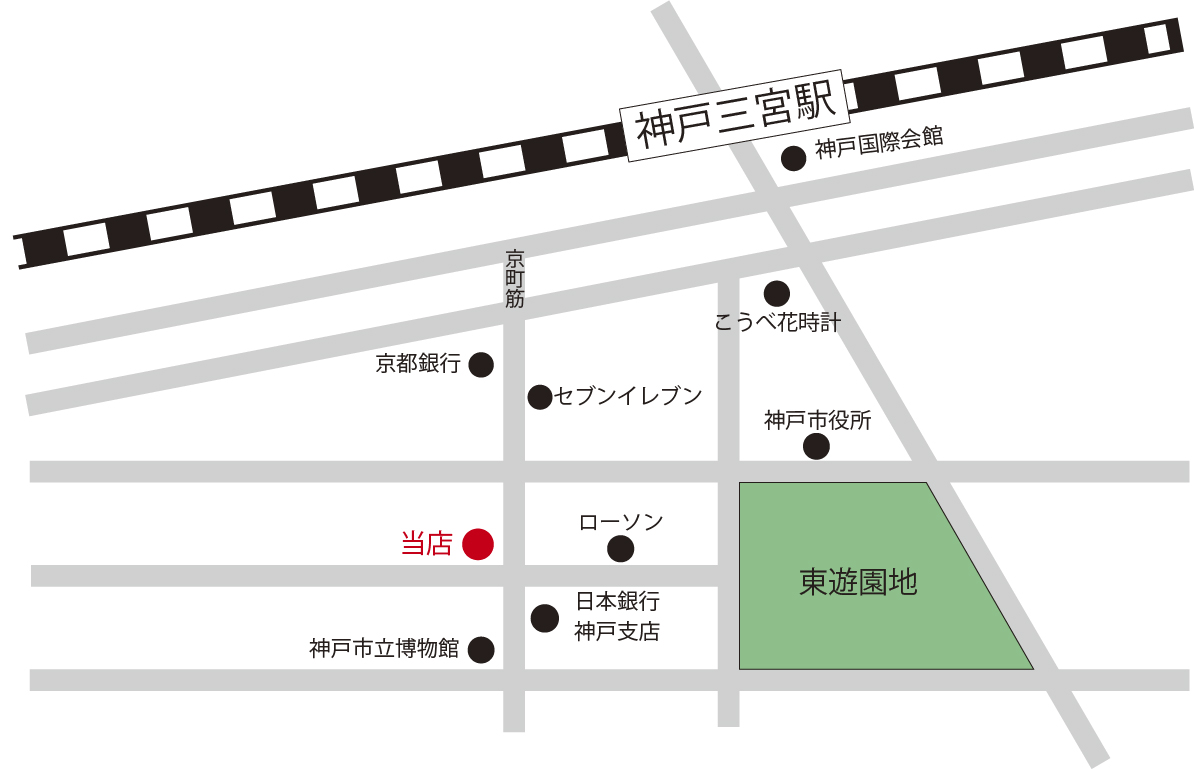 神戸三宮駅
神戸国際会館
京町筋
こうべ花時計
京都銀行
セブンイレブン
神戸市役所
ローソン
当店
東遊園地
日本銀行
神戸支店
神戸市立博物館